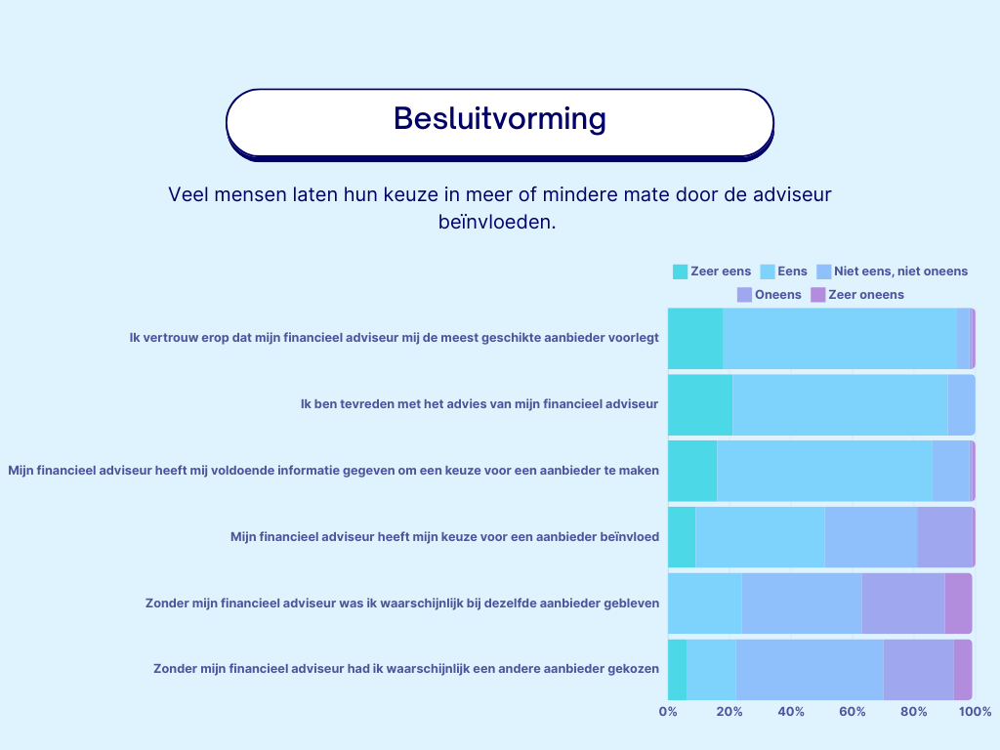 Besluitvorming
Veel mensen laten hun keuze in meer of mindere mate door de adviseur
beïnvloeden.
Zeer eens Eens Niet eens, niet oneens
Oneens Zeer oneens
Ik vertrouw erop dat mijn financieel adviseur mij de meest geschikte aanbieder voorlegt
Ik ben tevreden met het advies van mijn financieel adviseur
Mijn financieel adviseur heeft mij voldoende informatie gegeven om een keuze voor een aanbieder te maken
Mijn financieel adviseur heeft mijn keuze voor een aanbieder beïnvloed
Zonder mijn financieel adviseur was ik waarschijnlijk bij dezelfde aanbieder gebleven
Zonder mijn financieel adviseur had ik waarschijnlijk een andere aanbieder gekozen
0% 20% 40% 60% 80% 100%